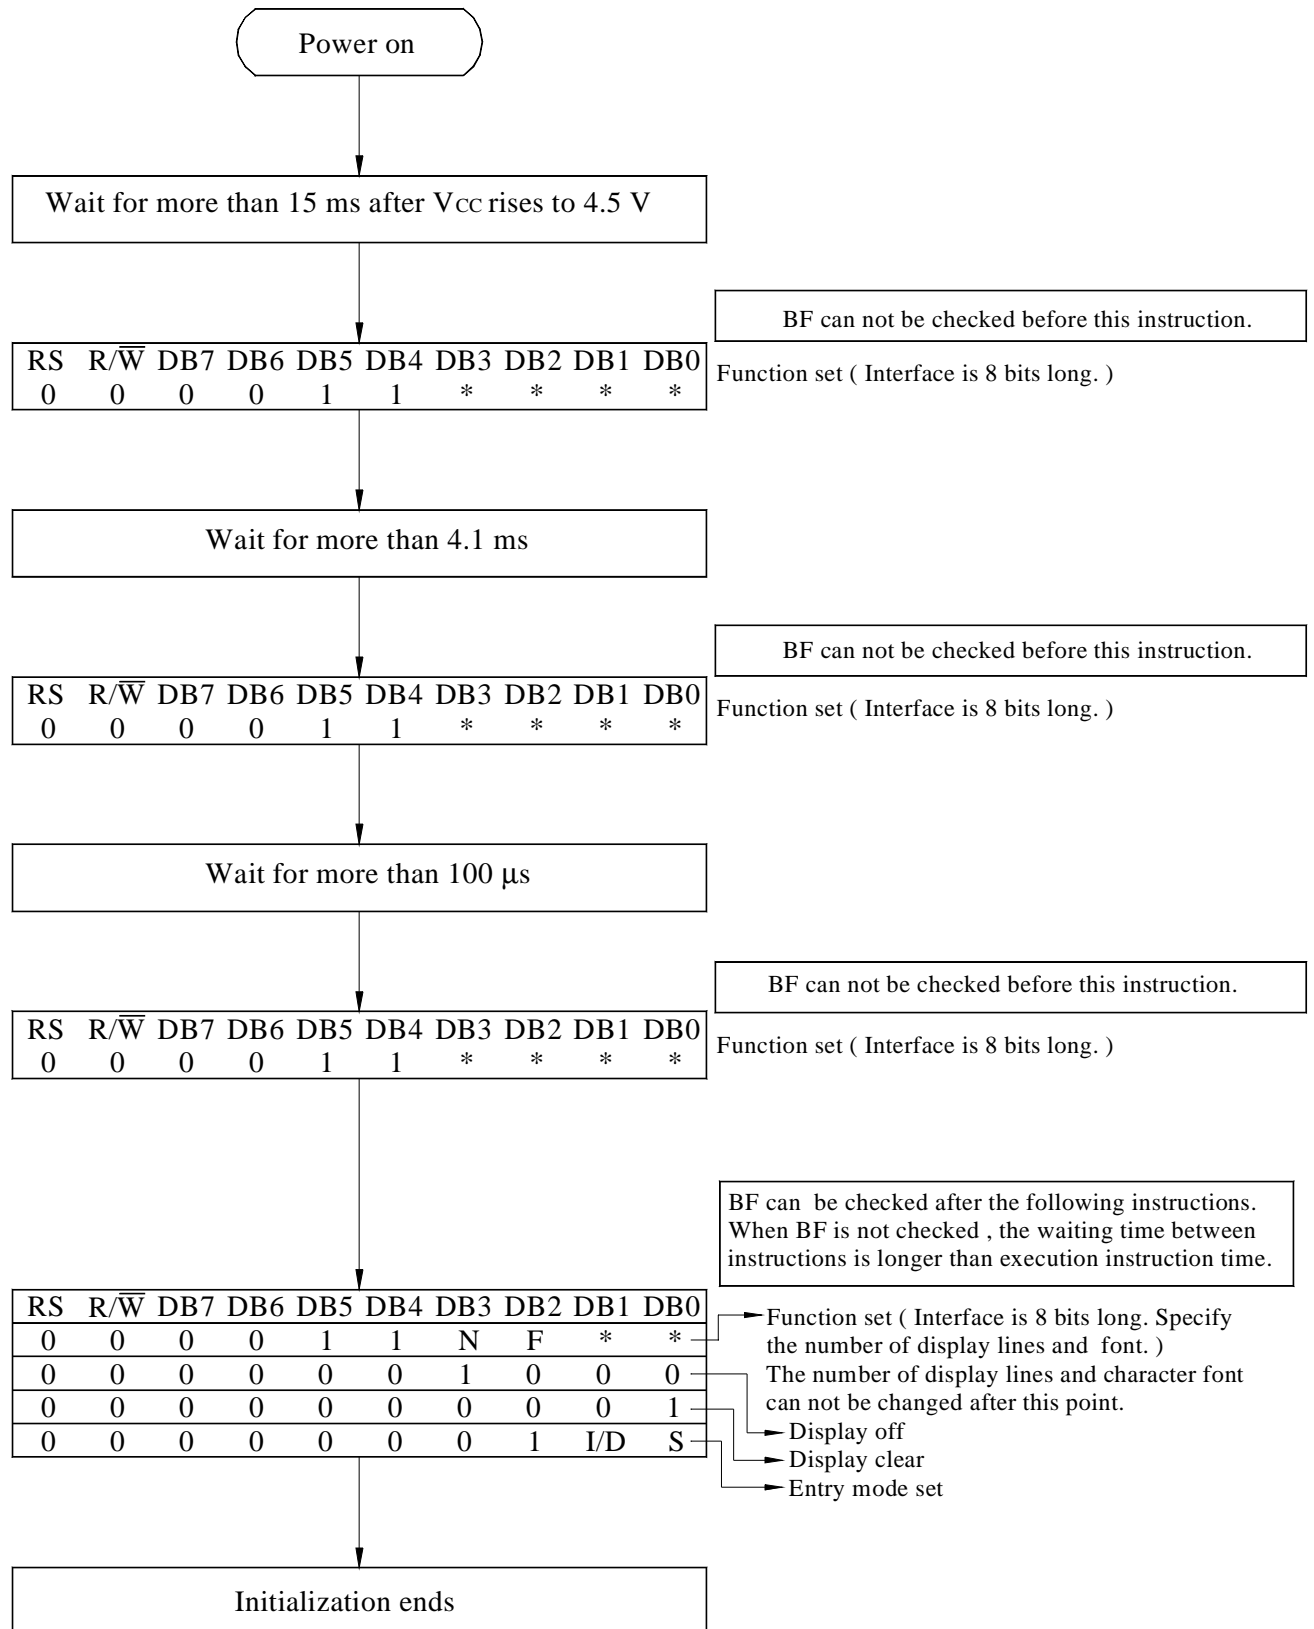 Power on
Wait for more than 15 ms after VCC rises to 4.5 V
BF can not be checked before this instruction.
RS R/W̅ DB7 DB6 DB5 DB4 DB3 DB2 DB1 DB0
0 0 0 0 1 1 * * * *
Function set ( Interface is 8 bits long. )
Wait for more than 4.1 ms
BF can not be checked before this instruction.
RS R/W̅ DB7 DB6 DB5 DB4 DB3 DB2 DB1 DB0
0 0 0 0 1 1 * * * *
Function set ( Interface is 8 bits long. )
Wait for more than 100 μs
BF can not be checked before this instruction.
RS R/W̅ DB7 DB6 DB5 DB4 DB3 DB2 DB1 DB0
0 0 0 0 1 1 * * * *
Function set ( Interface is 8 bits long. )
BF can be checked after the following instructions.
When BF is not checked , the waiting time between
instructions is longer than execution instruction time.
RS R/W̅ DB7 DB6 DB5 DB4 DB3 DB2 DB1 DB0
0 0 0 0 1 1 N F * *
0 0 0 0 0 0 1 0 0 0
0 0 0 0 0 0 0 0 0 1
0 0 0 0 0 0 0 1 I/D S
Function set ( Interface is 8 bits long. Specify
the number of display lines and font. )
The number of display lines and character font
can not be changed after this point.
Display off
Display clear
Entry mode set
Initialization ends